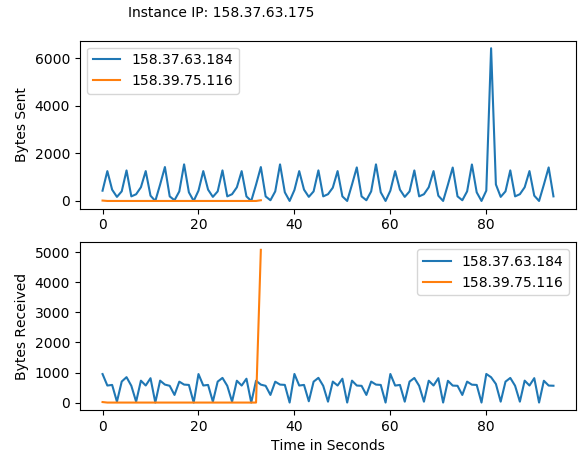 Instance IP: 158.37.63.175
6000
4000
2000
0
Bytes Sent
158.37.63.184
158.39.75.116
0 20 40 60 80
5000
4000
3000
2000
1000
0
Bytes Received
158.37.63.184
158.39.75.116
0 20 40 60 80
Time in Seconds